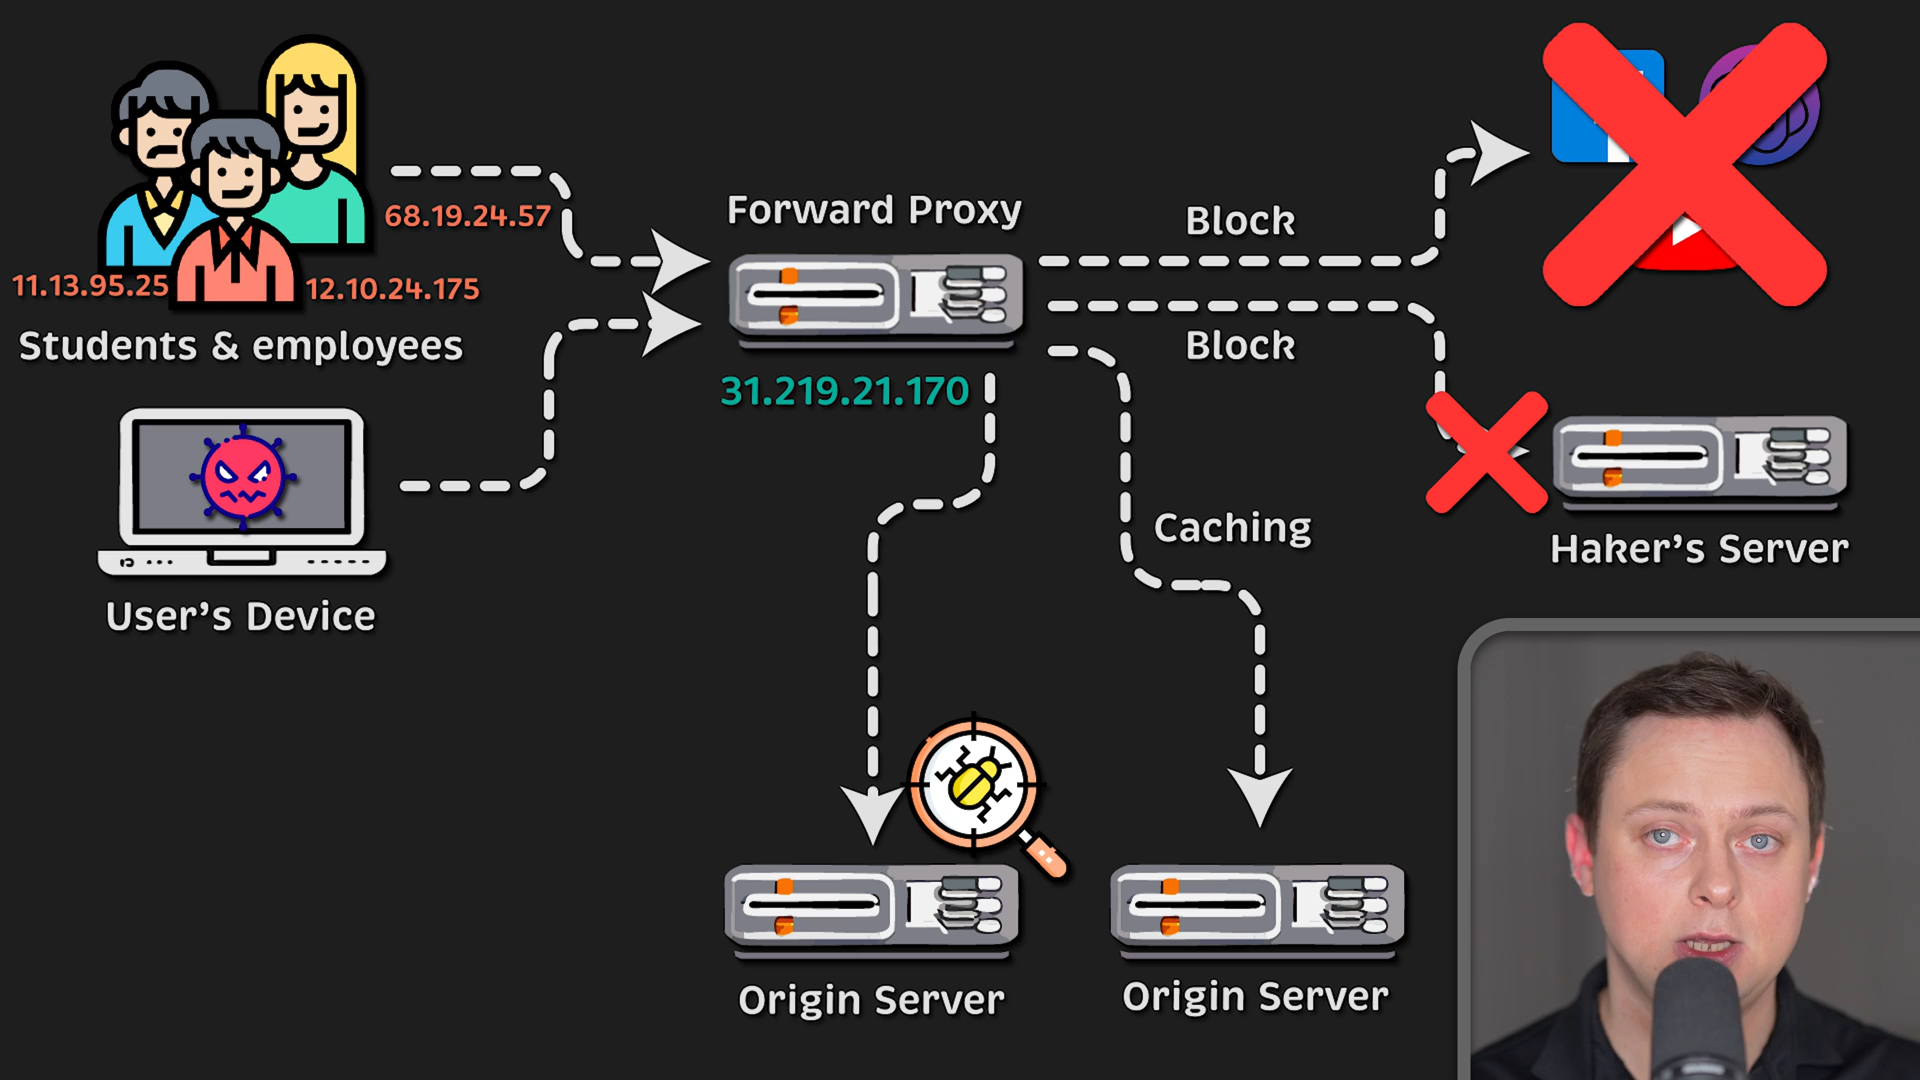 68.19.24.57
11.13.95.25
12.10.24.175
Students & employees
User's Device
Forward Proxy
31.219.21.170
Block
Block
Caching
Haker's Server
Origin Server
Origin Server